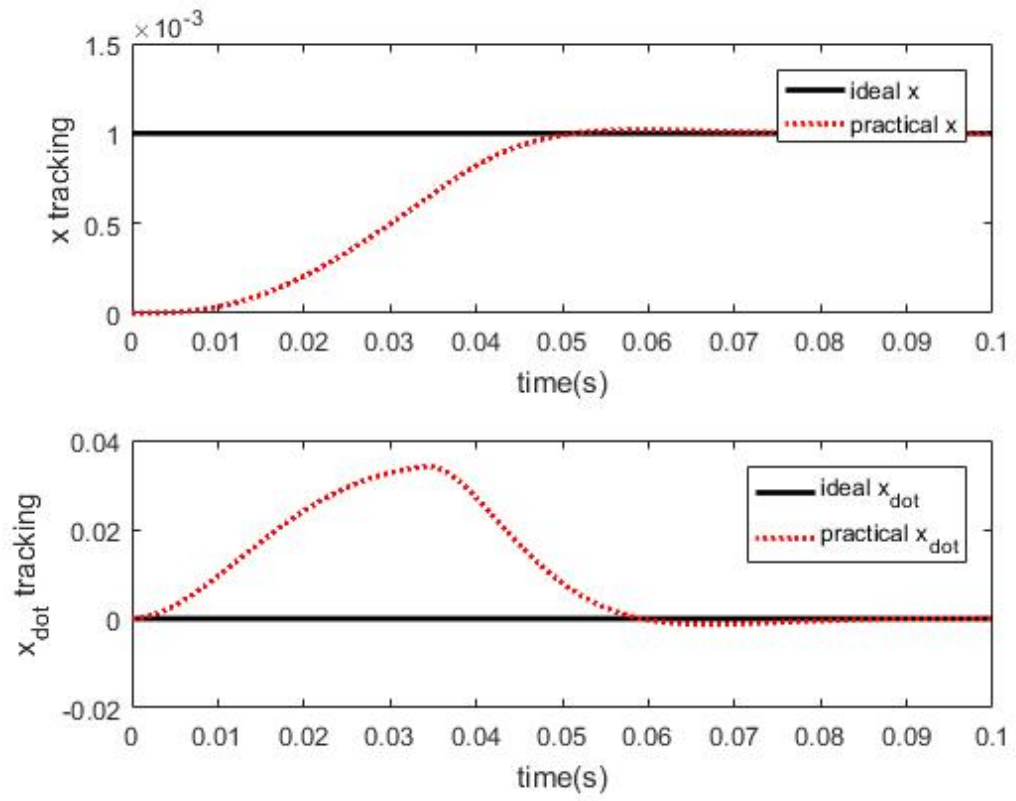 ×10-3
1.5
1
0.5
0
x tracking
ideal x
practical x
0 0.01 0.02 0.03 0.04 0.05 0.06 0.07 0.08 0.09 0.1
time(s)
0.04
0.02
0
-0.02
xdot tracking
ideal xdot
practical xdot
0 0.01 0.02 0.03 0.04 0.05 0.06 0.07 0.08 0.09 0.1
time(s)